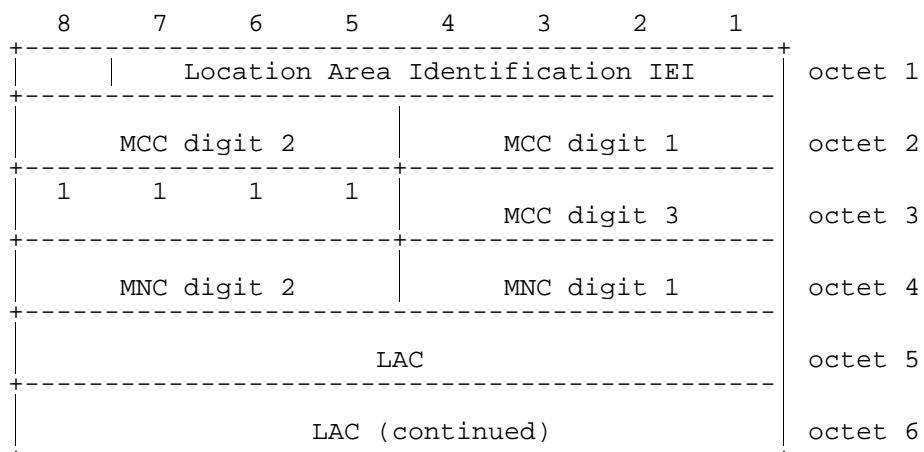 8 7 6 5 4 3 2 1
Location Area Identification IEI octet 1
MCC digit 2 MCC digit 1 octet 2
1 1 1 1
MCC digit 3 octet 3
MNC digit 2 MNC digit 1 octet 4
LAC octet 5
LAC (continued) octet 6